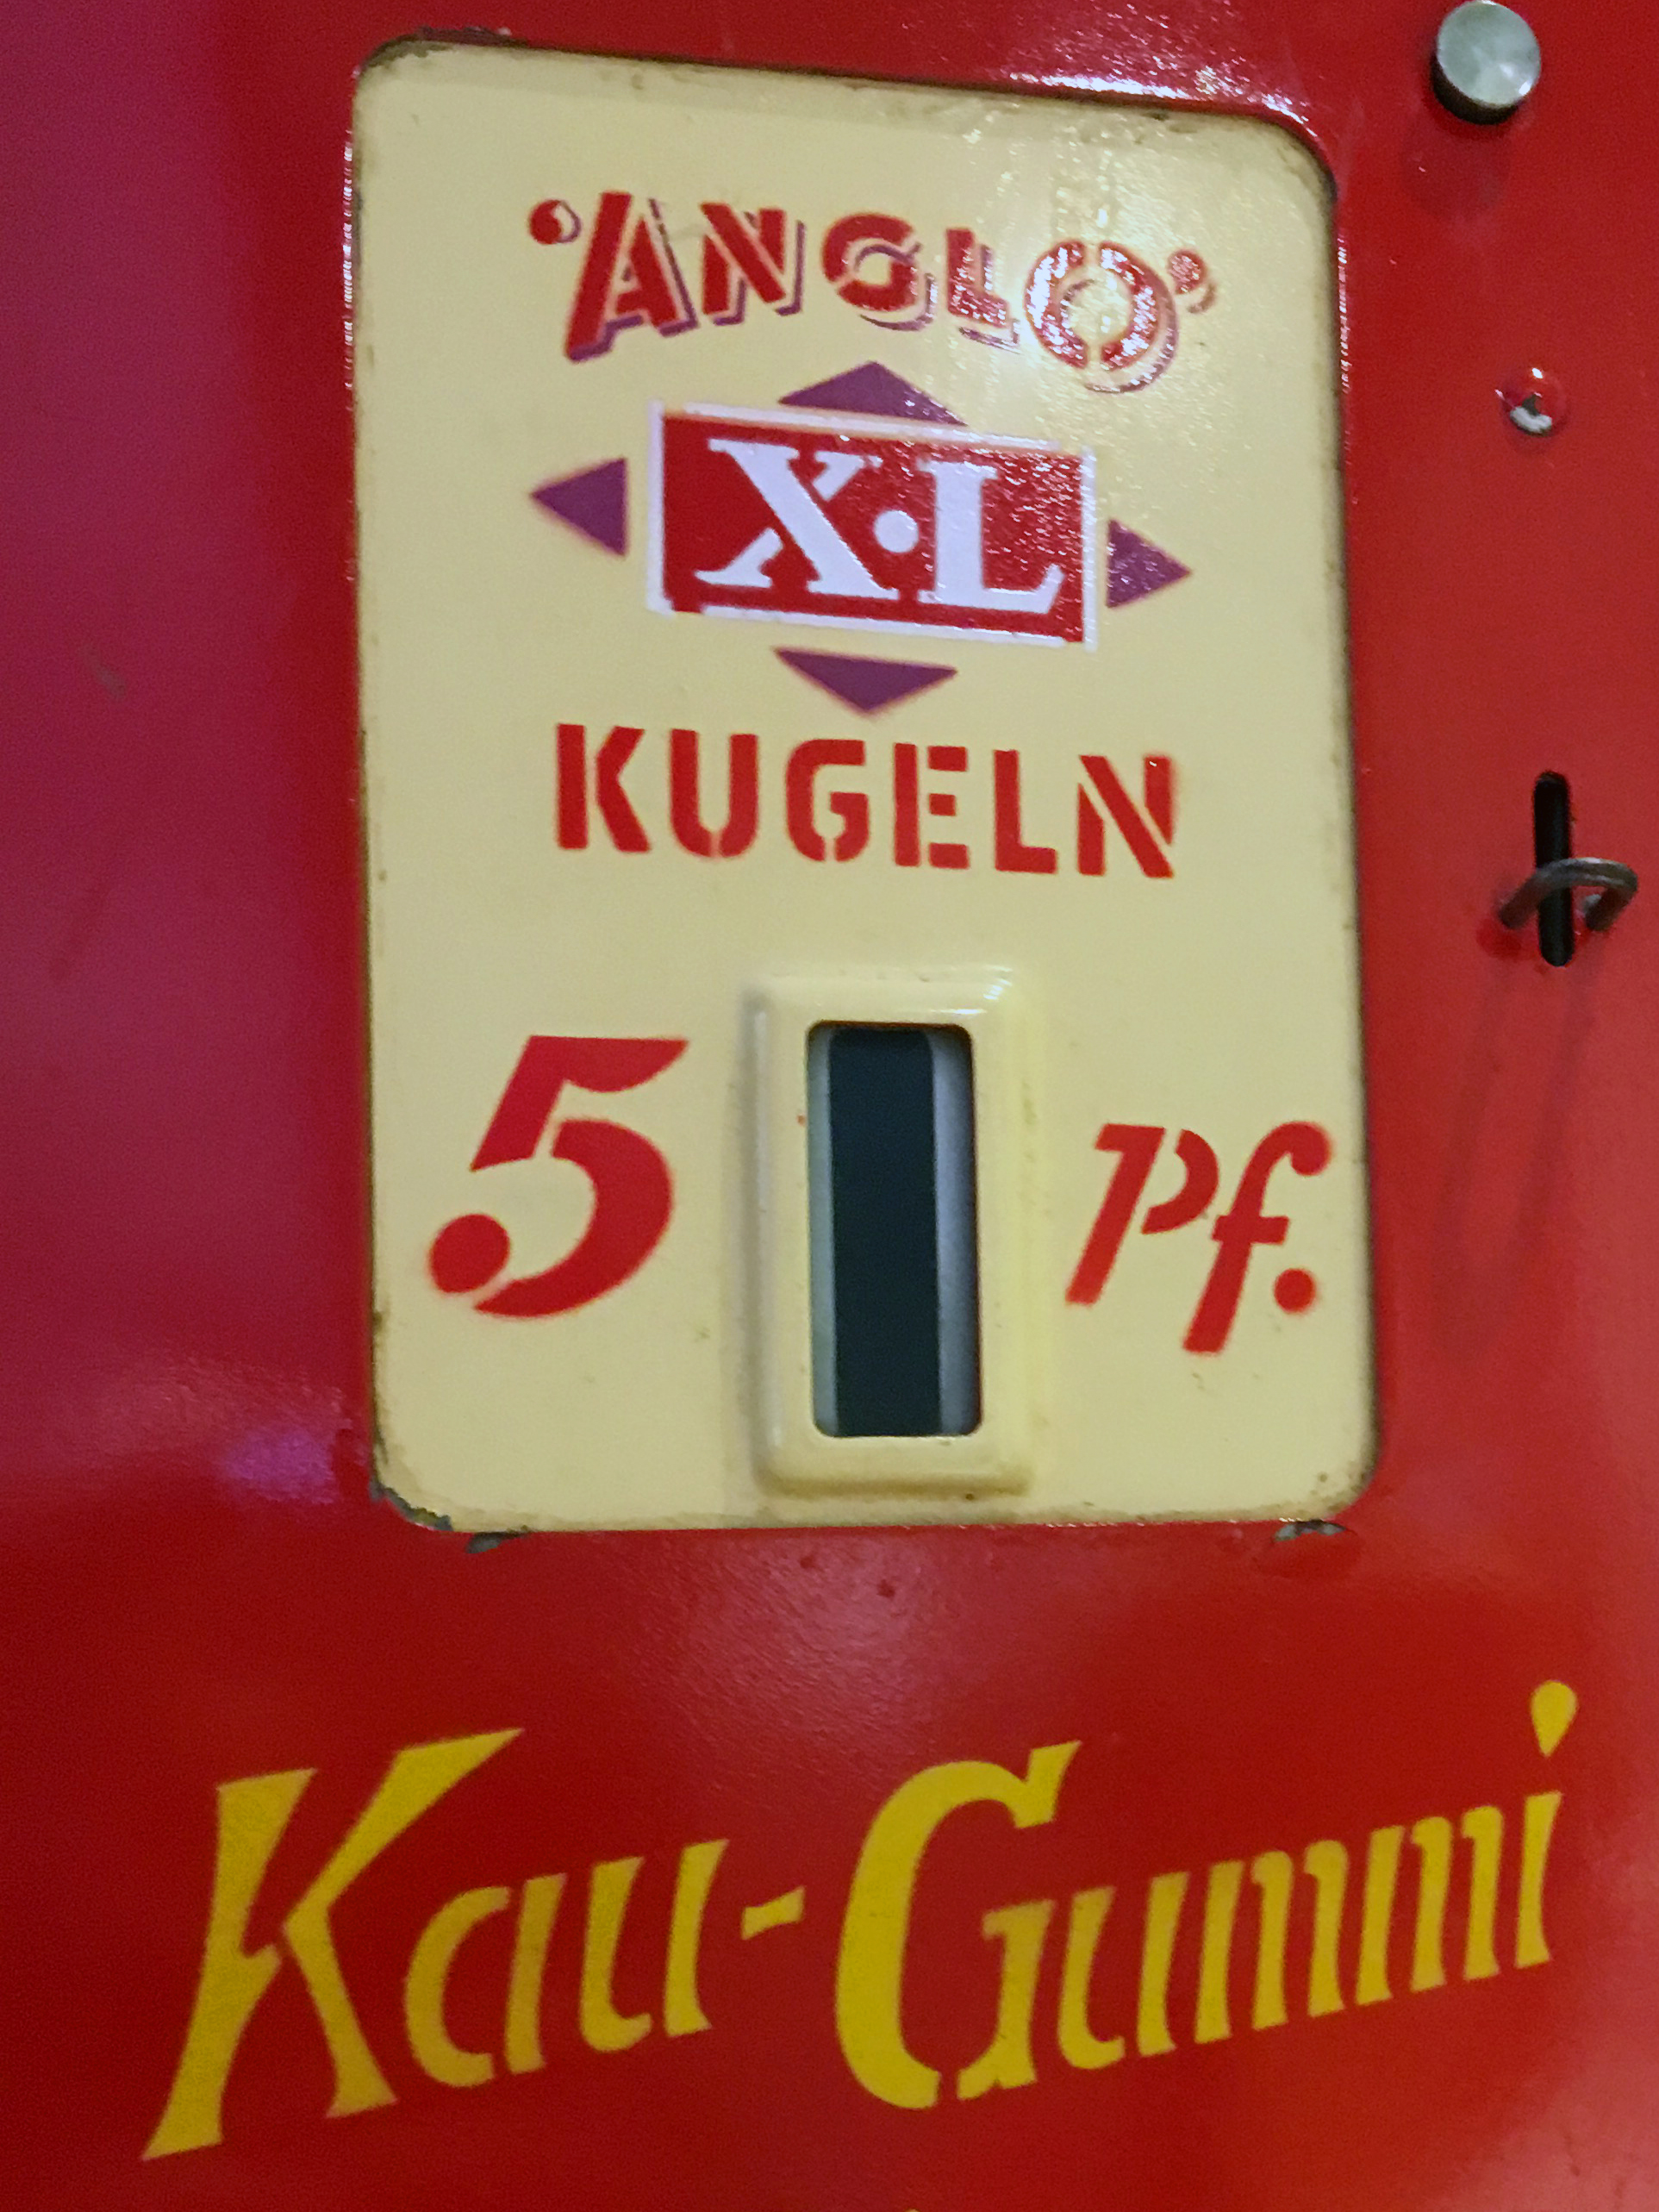 'ANGLO'
X·L
KUGELN
5 Pf.
Kau-Gummi